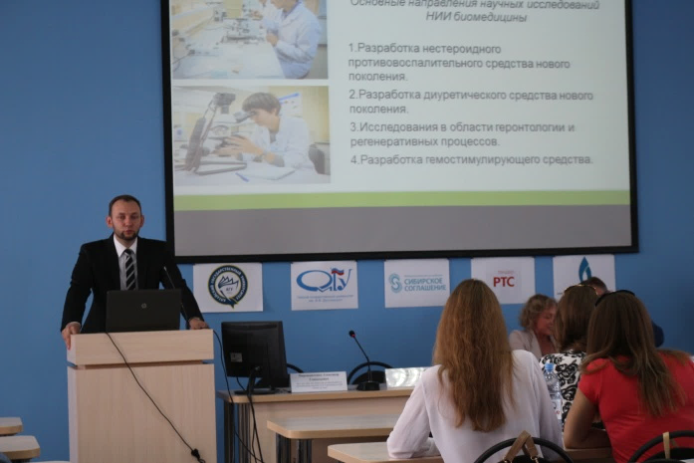 Основные направления научных исследований
НИИ биомедицины
1.Разработка нестероидного
противовоспалительного средства нового
поколения.
2.Разработка диуретического средства нового
поколения.
3.Исследования в области геронтологии и
регенеративных процессов.
4.Разработка гемостимулирующего средства.
СИБИРСКОЕ
СОГЛАШЕНИЕ
РТС